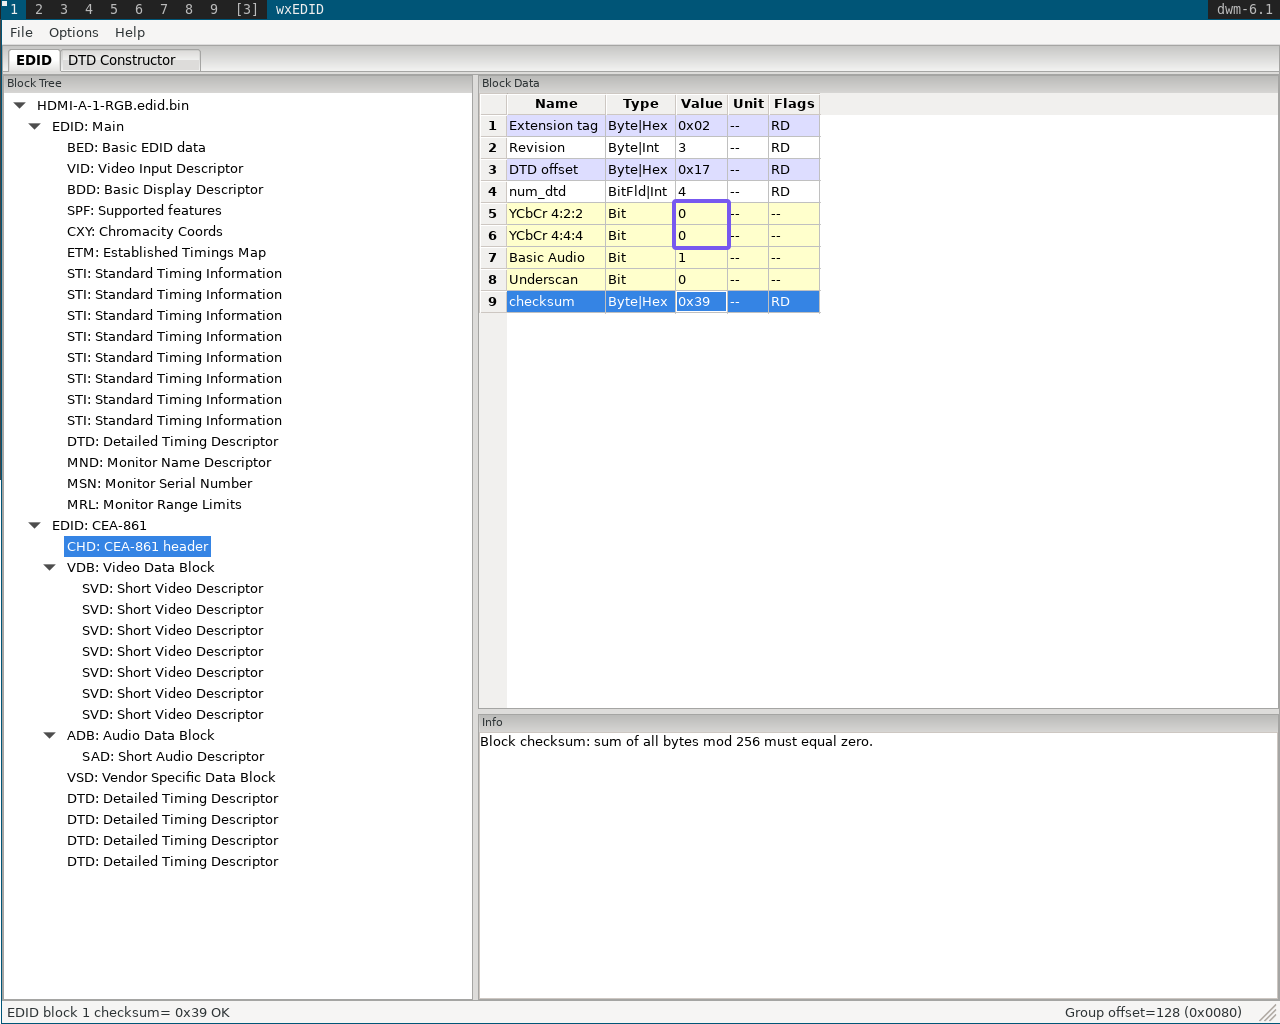 1 2 3 4 5 6 7 8 9 [3] wxEDID dwm-6.1
File Options Help
EDID DTD Constructor
Block Tree
HDMI-A-1-RGB.edid.bin
EDID: Main
BED: Basic EDID data
VID: Video Input Descriptor
BDD: Basic Display Descriptor
SPF: Supported features
CXY: Chromacity Coords
ETM: Established Timings Map
STI: Standard Timing Information
STI: Standard Timing Information
STI: Standard Timing Information
STI: Standard Timing Information
STI: Standard Timing Information
STI: Standard Timing Information
STI: Standard Timing Information
STI: Standard Timing Information
DTD: Detailed Timing Descriptor
MND: Monitor Name Descriptor
MSN: Monitor Serial Number
MRL: Monitor Range Limits
EDID: CEA-861
CHD: CEA-861 header
VDB: Video Data Block
SVD: Short Video Descriptor
SVD: Short Video Descriptor
SVD: Short Video Descriptor
SVD: Short Video Descriptor
SVD: Short Video Descriptor
SVD: Short Video Descriptor
SVD: Short Video Descriptor
ADB: Audio Data Block
SAD: Short Audio Descriptor
VSD: Vendor Specific Data Block
DTD: Detailed Timing Descriptor
DTD: Detailed Timing Descriptor
DTD: Detailed Timing Descriptor
DTD: Detailed Timing Descriptor
Block Data
Name Type Value Unit Flags
1 Extension tag Byte|Hex 0x02 -- RD
2 Revision Byte|Int 3 -- RD
3 DTD offset Byte|Hex 0x17 -- RD
4 num_dtd BitFld|Int 4 -- RD
5 YCbCr 4:2:2 Bit 0 -- --
6 YCbCr 4:4:4 Bit 0 -- --
7 Basic Audio Bit 1 -- --
8 Underscan Bit 0 -- --
9 checksum Byte|Hex 0x39 -- RD
Info
Block checksum: sum of all bytes mod 256 must equal zero.
EDID block 1 checksum= 0x39 OK Group offset=128 (0x0080)